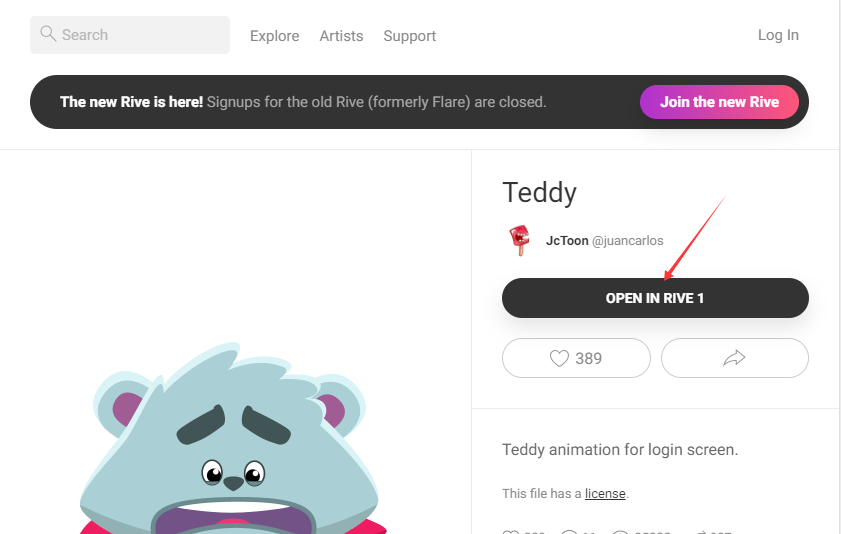 Search
Explore Artists Support
Log In
The new Rive is here! Signups for the old Rive (formerly Flare) are closed.
Join the new Rive
Teddy
JcToon @juancarlos
OPEN IN RIVE 1
389
Teddy animation for login screen.
This file has a license.